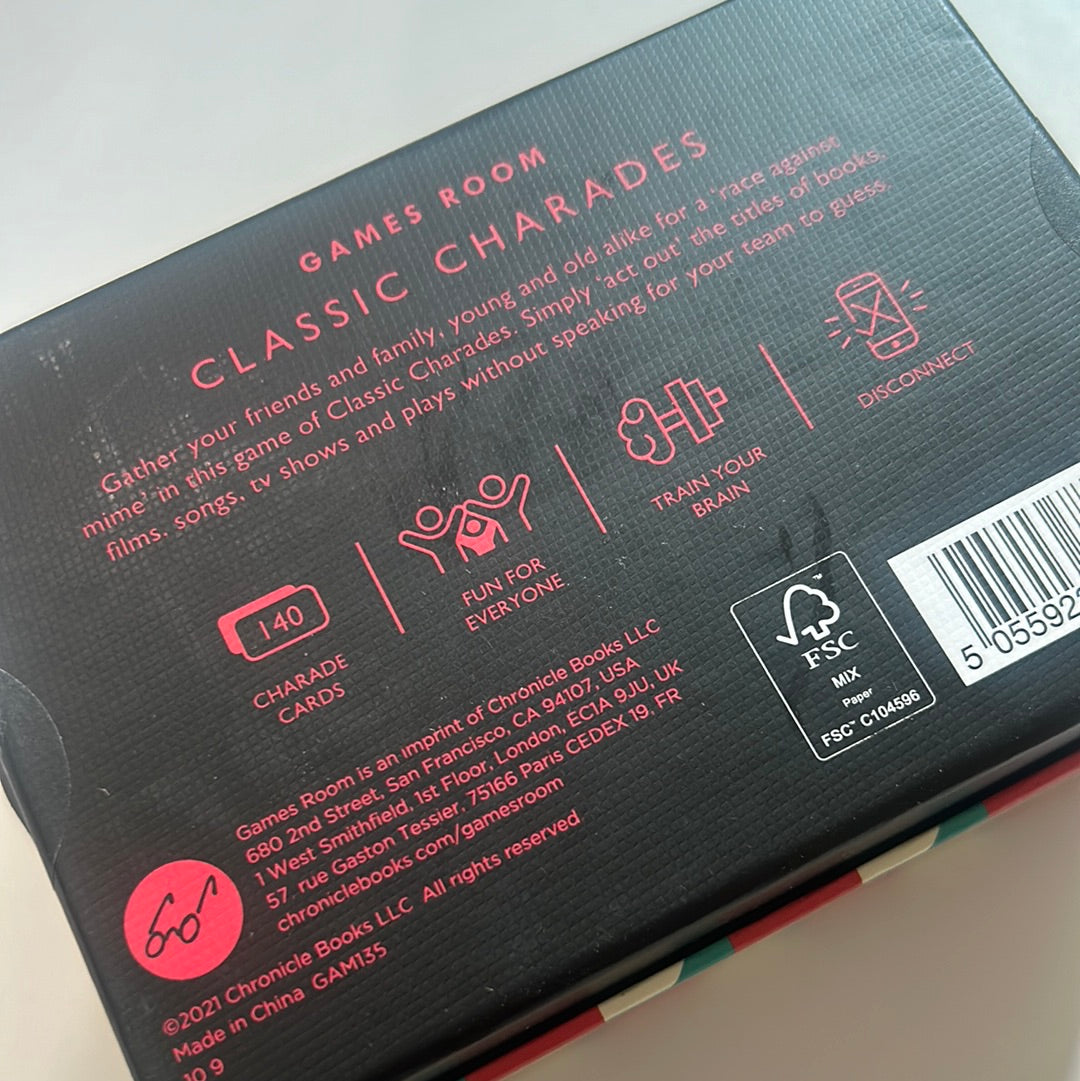 GAMES ROOM
CLASSIC CHARADES
Gather your friends and family, young and old alike for a 'race against
mime' in this game of Classic Charades. Simply 'act out' the titles of books,
films, songs, tv shows and plays without speaking for your team to guess.
140
CHARADE
CARDS
FUN FOR
EVERYONE
TRAIN YOUR
BRAIN
DISCONNECT
Games Room is an imprint of Chronicle Books LLC
680 2nd Street, San Francisco, CA 94107, USA
1 West Smithfield, 1st Floor, London, EC1A 9JU, UK
57, rue Gaston Tessier, 75166 Paris CEDEX 19, FR
chroniclebooks.com/gamesroom
©2021 Chronicle Books LLC All rights reserved
Made in China GAM135
10 9
FSC™
MIX
Paper
FSC™ C104596
5 05592